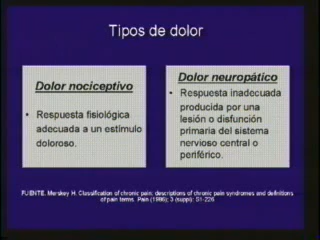 Tipos de dolor
Dolor nociceptivo
• Respuesta fisiológica
adecuada a un estímulo
doloroso.
Dolor neuropático
• Respuesta inadecuada
producida por una
lesión o disfunción
primaria del sistema
nervioso central o
periférico.
FUENTE. Merskey H. Classification of chronic pain: descriptions of chronic pain syndromes and definitions
of pain terms. Pain (1986); 3 (suppl): S1-226